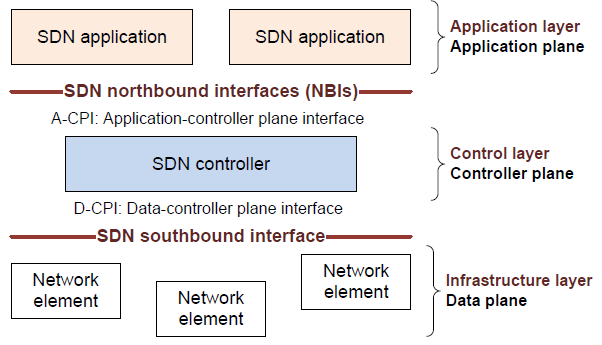 SDN application
SDN application
Application layer
Application plane
SDN northbound interfaces (NBIs)
A-CPI: Application-controller plane interface
SDN controller
Control layer
Controller plane
D-CPI: Data-controller plane interface
SDN southbound interface
Network
element
Network
element
Network
element
Infrastructure layer
Data plane